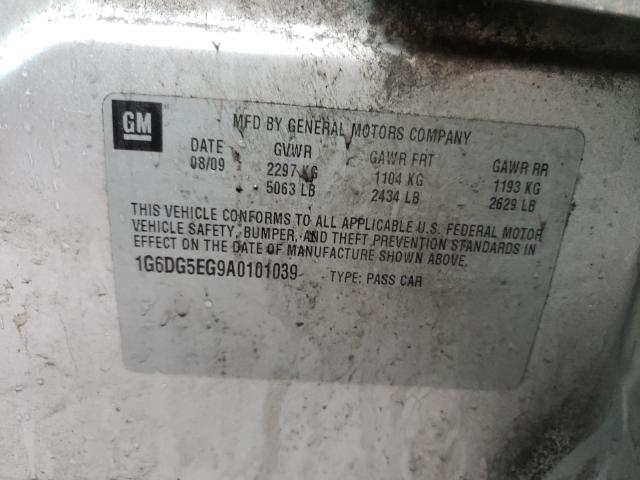 GM
MFD BY GENERAL MOTORS COMPANY
DATE GVWR GAWR FRT GAWR RR
08/09 2297 KG 1104 KG 1193 KG
5063 LB 2434 LB 2629 LB
THIS VEHICLE CONFORMS TO ALL APPLICABLE U.S. FEDERAL MOTOR
VEHICLE SAFETY, BUMPER, AND THEFT PREVENTION STANDARDS IN
EFFECT ON THE DATE OF MANUFACTURE SHOWN ABOVE.
1G6DG5EG9A0101039 TYPE: PASS CAR